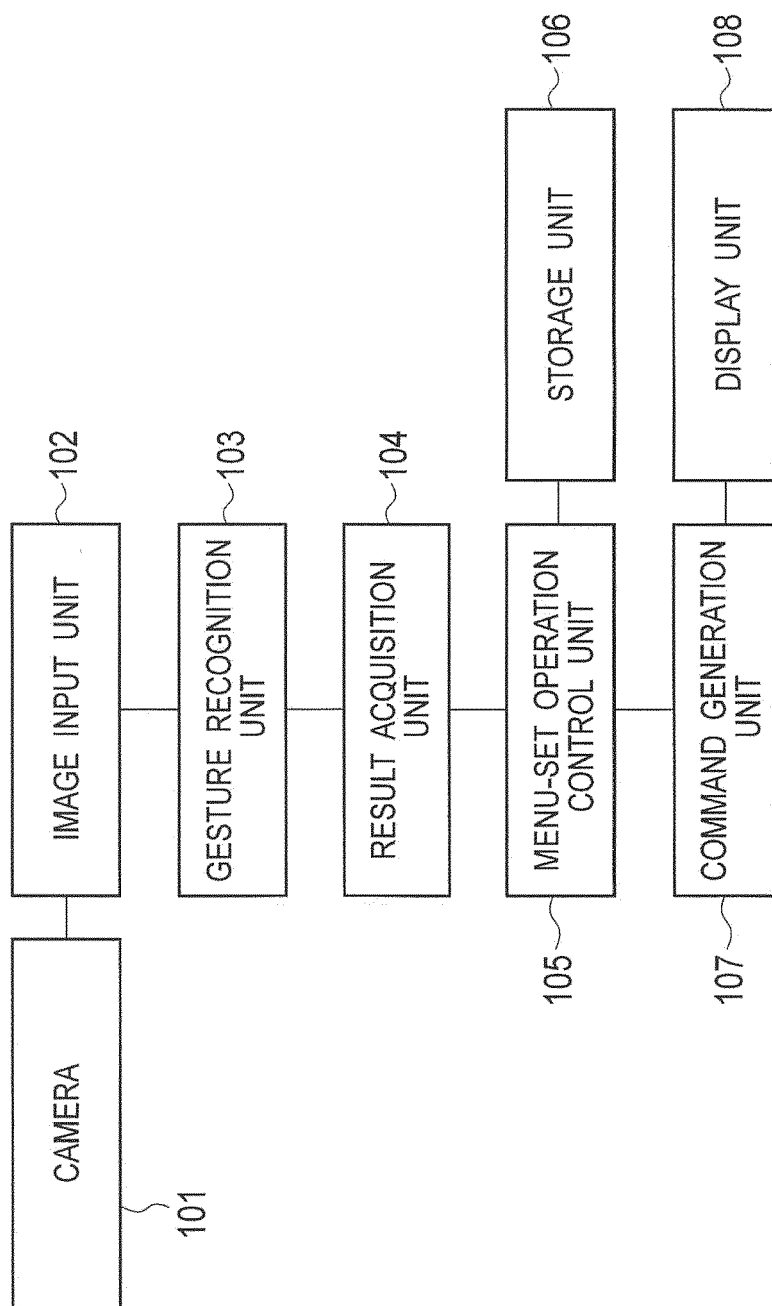 CAMERA
101
IMAGE INPUT UNIT
102
GESTURE RECOGNITION
UNIT
103
RESULT ACQUISITION
UNIT
104
MENU-SET OPERATION
CONTROL UNIT
105
STORAGE UNIT
106
COMMAND GENERATION
UNIT
107
DISPLAY UNIT
108